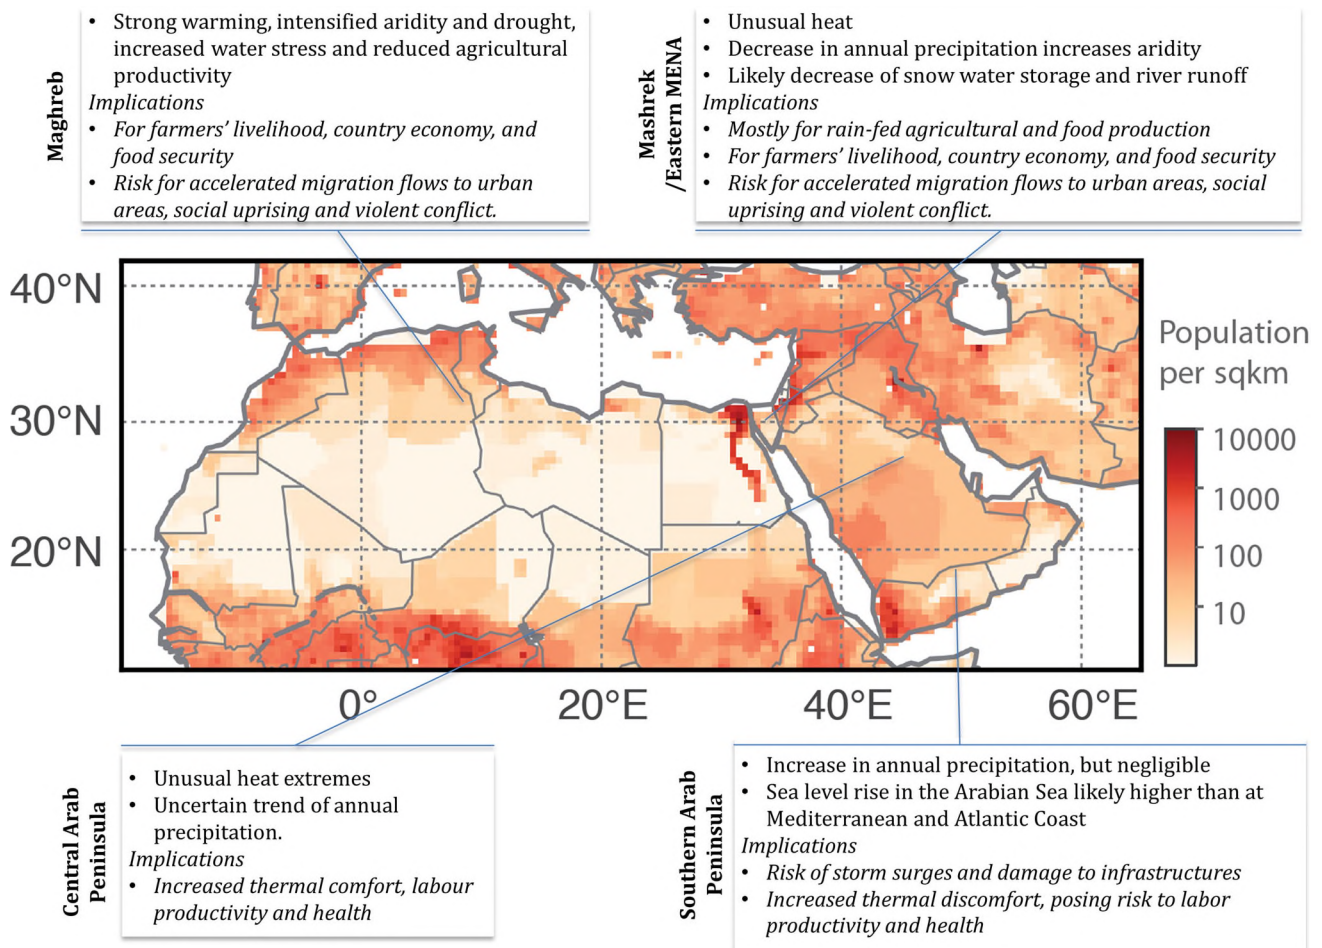 Maghreb
• Strong warming, intensified aridity and drought,
increased water stress and reduced agricultural
productivity
Implications
• For farmers’ livelihood, country economy, and
food security
• Risk for accelerated migration flows to urban
areas, social uprising and violent conflict.
Mashrek
/Eastern MENA
• Unusual heat
• Decrease in annual precipitation increases aridity
• Likely decrease of snow water storage and river runoff
Implications
• Mostly for rain-fed agricultural and food production
• For farmers’ livelihood, country economy, and food security
• Risk for accelerated migration flows to urban areas, social
uprising and violent conflict.
40°N
30°N
20°N
0°
20°E
40°E
60°E
Population
per sqkm
10000
1000
100
10
Central Arab
Peninsula
• Unusual heat extremes
• Uncertain trend of annual
precipitation.
Implications
• Increased thermal comfort, labour
productivity and health
Southern Arab
Peninsula
• Increase in annual precipitation, but negligible
• Sea level rise in the Arabian Sea likely higher than at
Mediterranean and Atlantic Coast
Implications
• Risk of storm surges and damage to infrastructures
• Increased thermal discomfort, posing risk to labor
productivity and health